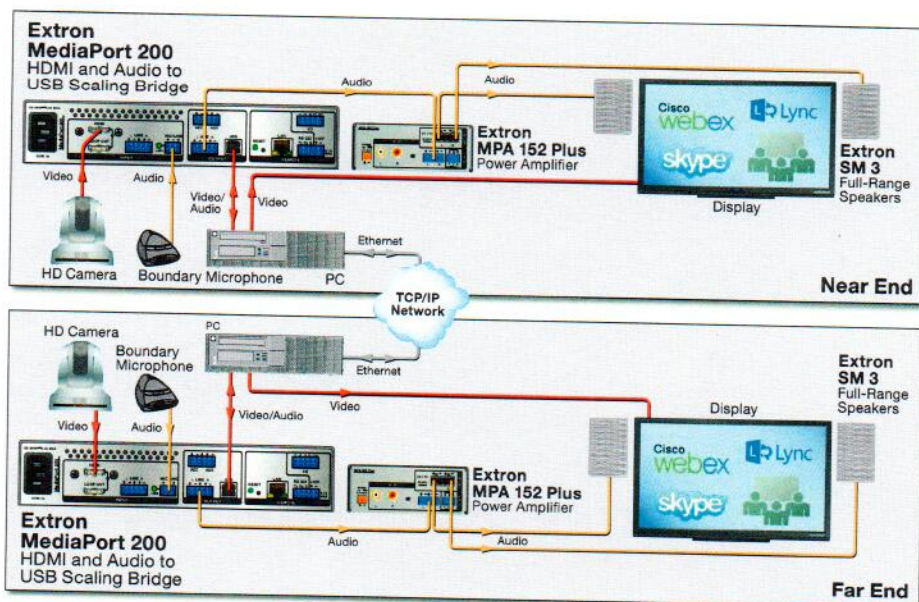 Extron
MediaPort 200
HDMI and Audio to
USB Scaling Bridge
Audio
Audio
Extron
MPA 152 Plus
Power Amplifier
Cisco
webex
Lync
skype
Display
Extron
SM 3
Full-Range
Speakers
Video
Audio
Video/
Audio
Video
HD Camera
Boundary Microphone
PC
Ethernet
Near End
TCP/IP
Network
HD Camera
Boundary
Microphone
PC
Ethernet
Video
Audio
Video/Audio
Video
Display
Extron
SM 3
Full-Range
Speakers
Cisco
webex
Lync
skype
Extron
MPA 152 Plus
Power Amplifier
Extron
MediaPort 200
HDMI and Audio to
USB Scaling Bridge
Audio
Audio
Far End